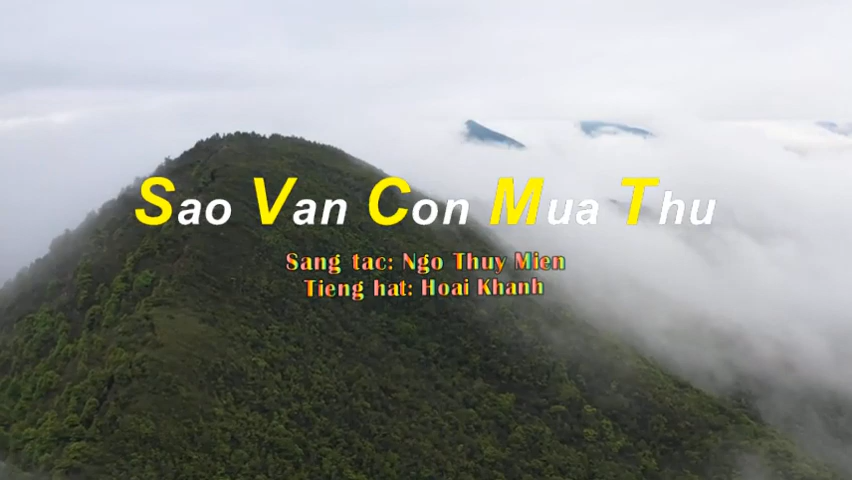 Sao Van Con Mua Thu
Sang tac: Ngo Thuy Mien
Tieng hat: Hoai Khanh